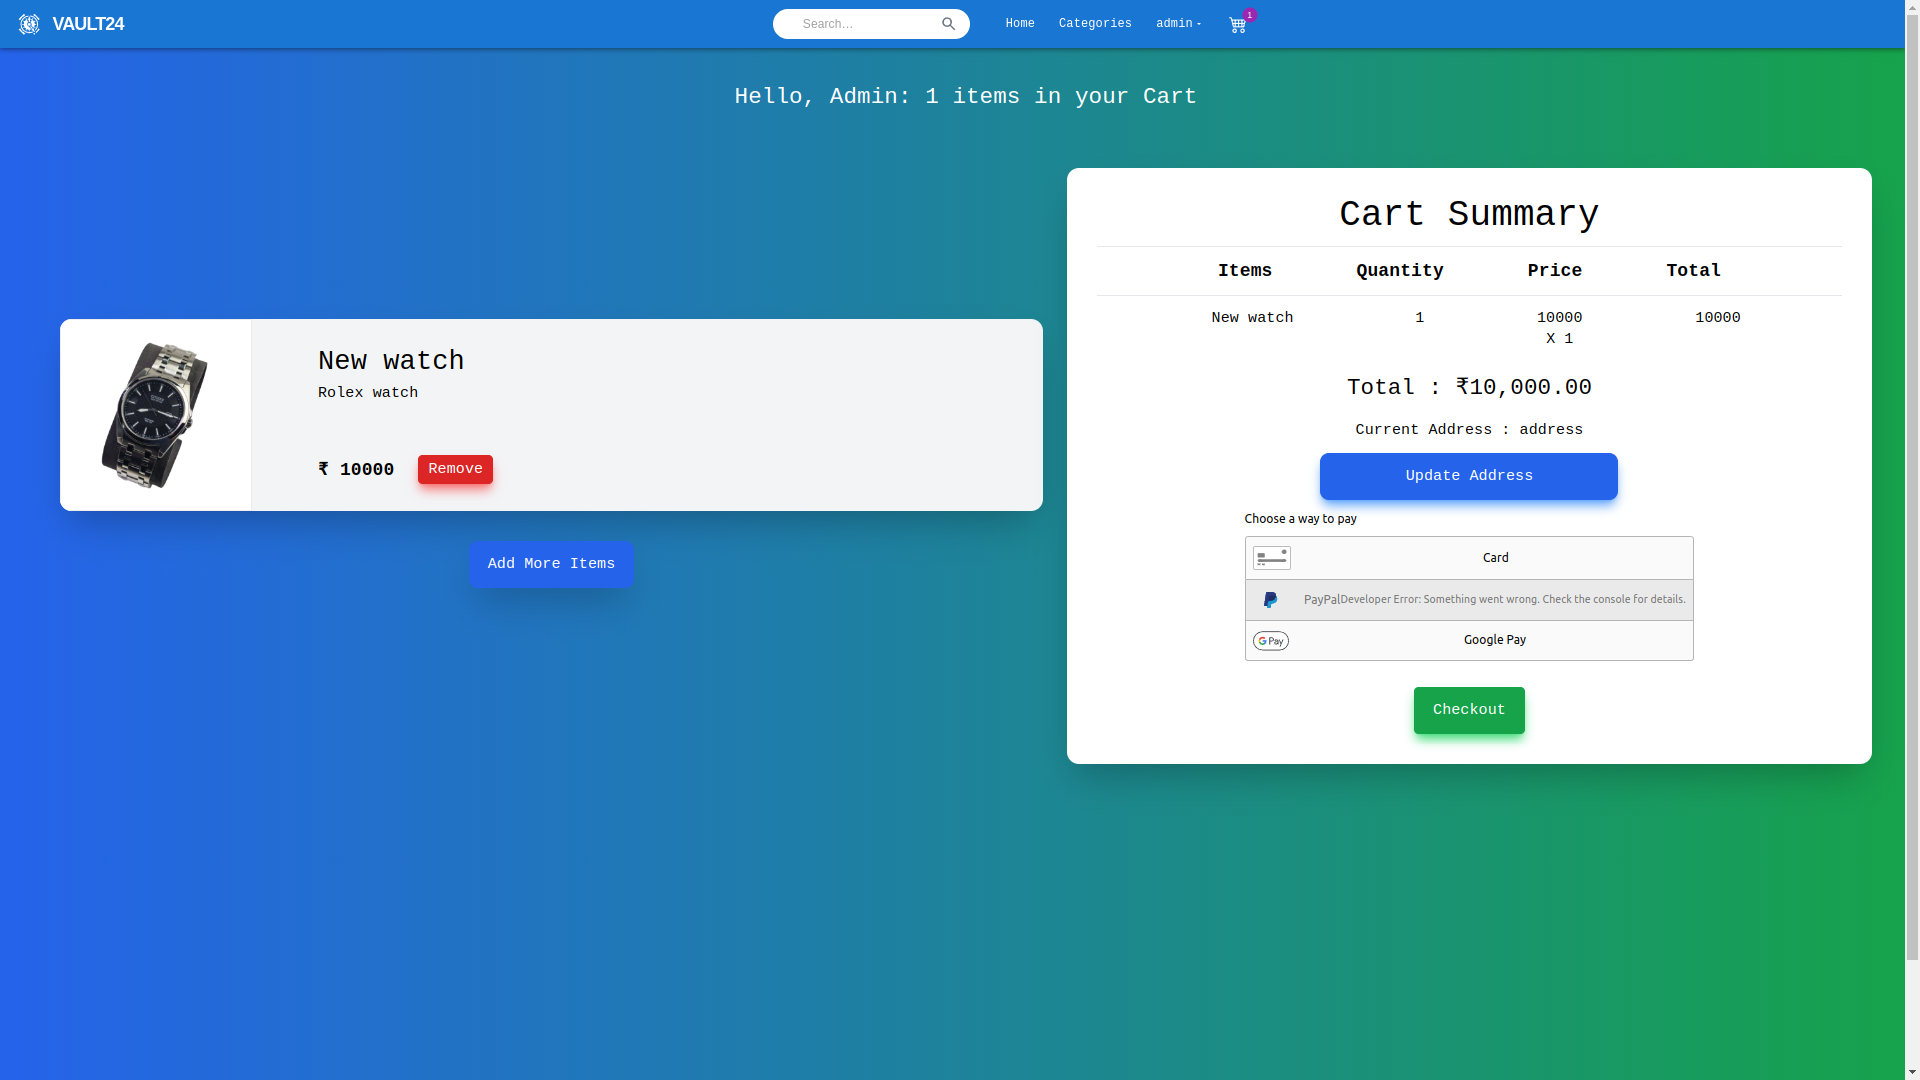 VAULT24
Search…
Home
Categories
admin
1
Hello, Admin: 1 items in your Cart
New watch
Rolex watch
₹ 10000
Remove
Add More Items
Cart Summary
Items Quantity Price Total
New watch 1 10000 10000
X 1
Total : ₹10,000.00
Current Address : address
Update Address
Choose a way to pay
Card
PayPalDeveloper Error: Something went wrong. Check the console for details.
G Pay Google Pay
Checkout